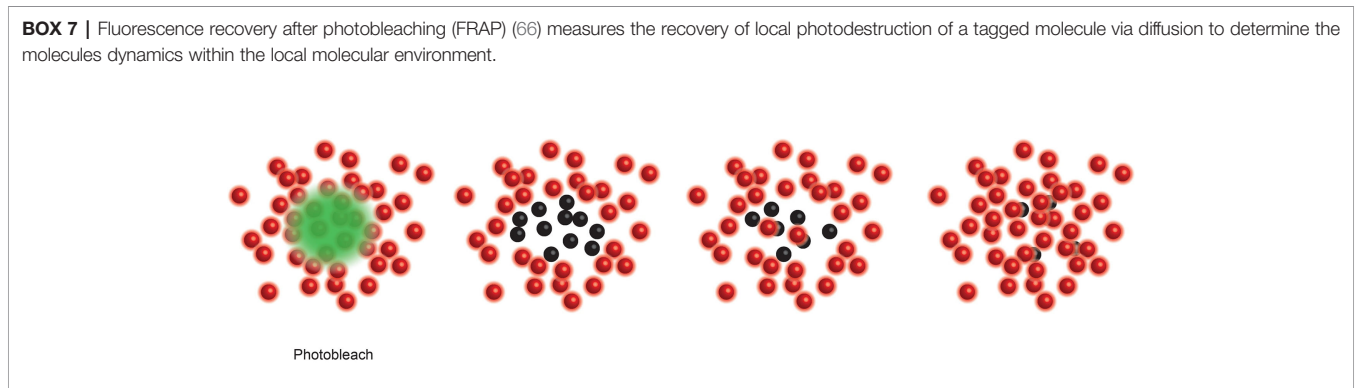 BOX 7 | Fluorescence recovery after photobleaching (FRAP) (66) measures the recovery of local photodestruction of a tagged molecule via diffusion to determine the
molecules dynamics within the local molecular environment.
Photobleach